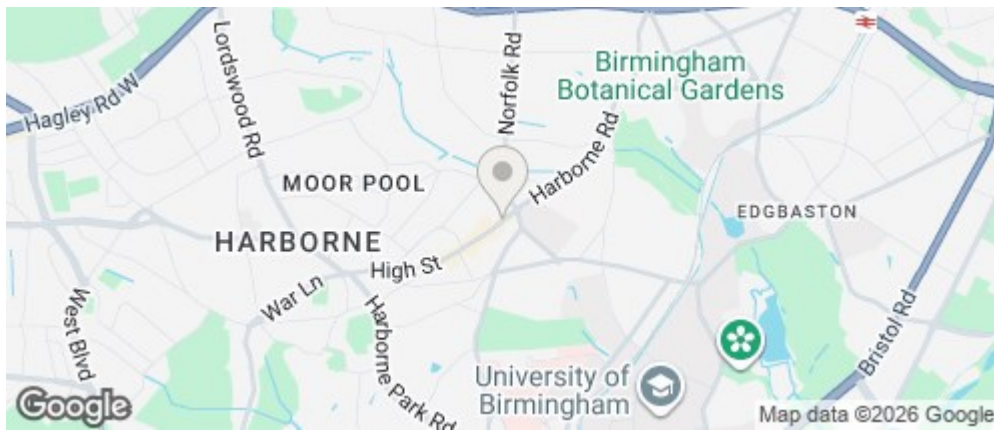 Lordswood Rd
Norfolk Rd
Birmingham
Botanical Gardens
Hagley Rd W
Harborne Rd
MOOR POOL
EDGBASTON
HARBORNE
High St
War Ln
West Blvd
Harborne Park Rd
Bristol Rd
University of
Birmingham
Google
Map data ©2026 Google